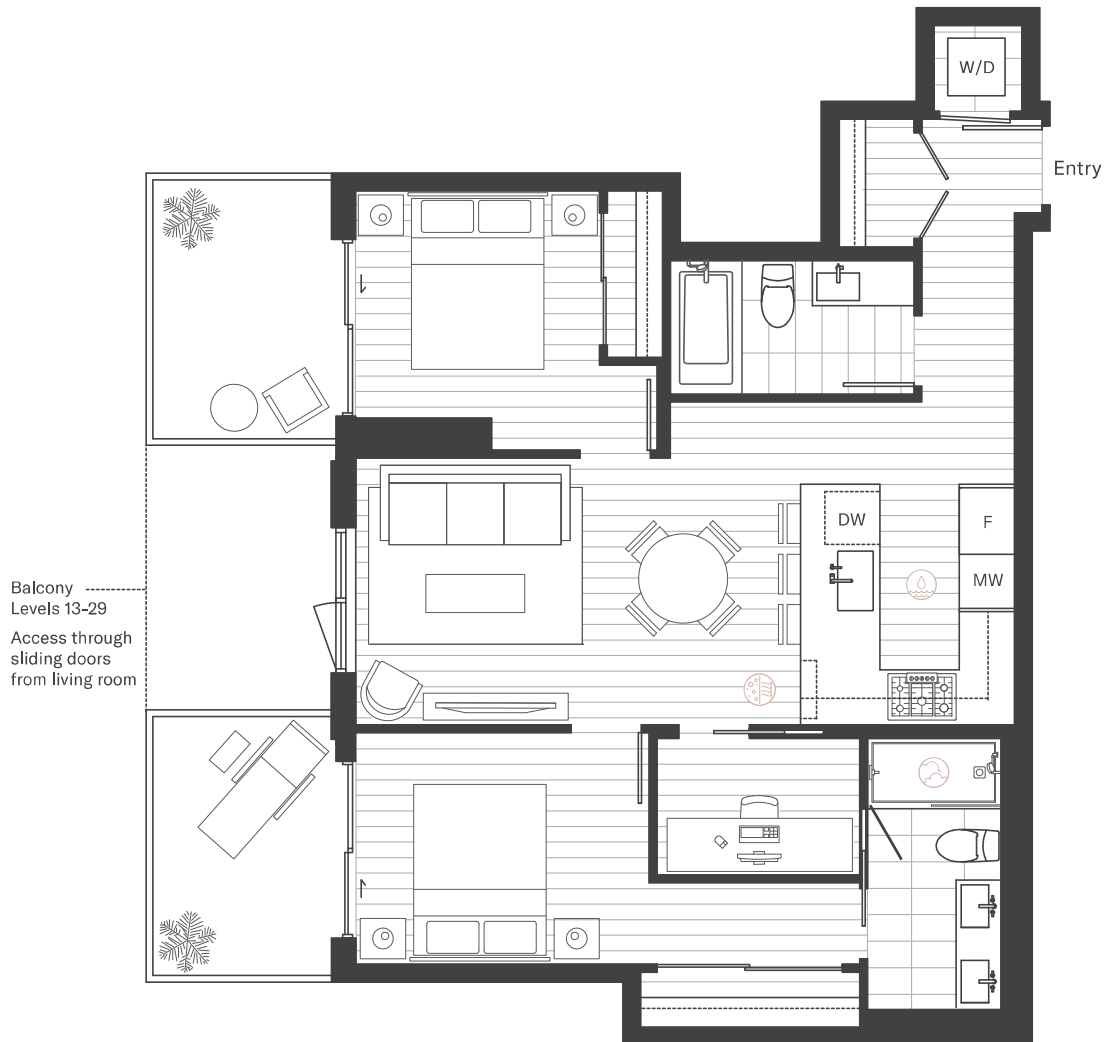 W/D
Entry
DW
F
MW
Balcony
Levels 13-29
Access through
sliding doors
from living room